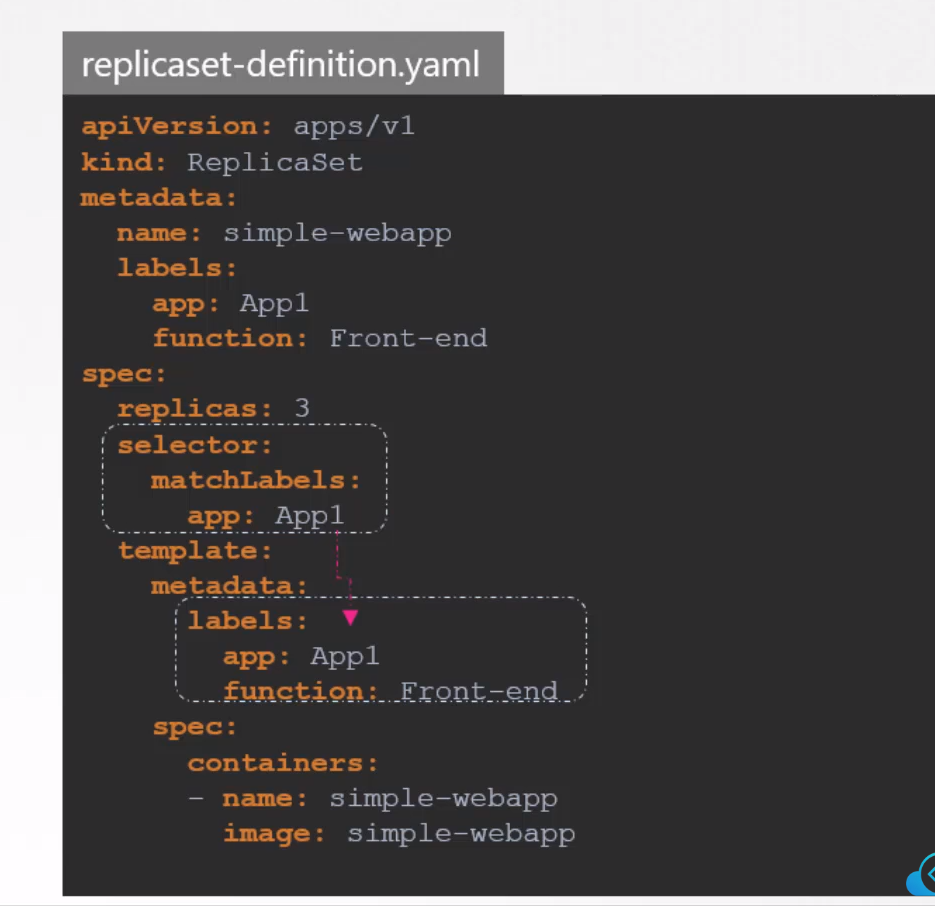 replicaset-definition.yaml
apiVersion: apps/v1
kind: ReplicaSet
metadata:
  name: simple-webapp
  labels:
    app: App1
    function: Front-end
spec:
  replicas: 3
  selector:
    matchLabels:
      app: App1
  template:
    metadata:
      labels:
        app: App1
        function: Front-end
    spec:
      containers:
      - name: simple-webapp
        image: simple-webapp